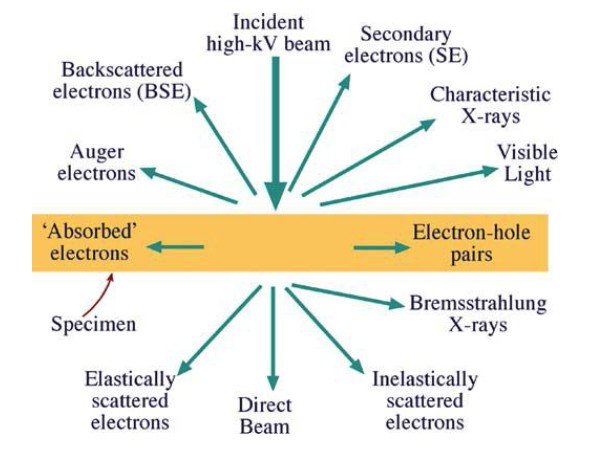 Incident
high-kV beam
Secondary
electrons (SE)
Backscattered
electrons (BSE)
Characteristic
X-rays
Auger
electrons
Visible
Light
‘Absorbed’
electrons
Electron-hole
pairs
Specimen
Bremsstrahlung
X-rays
Elastically
scattered
electrons
Direct
Beam
Inelastically
scattered
electrons